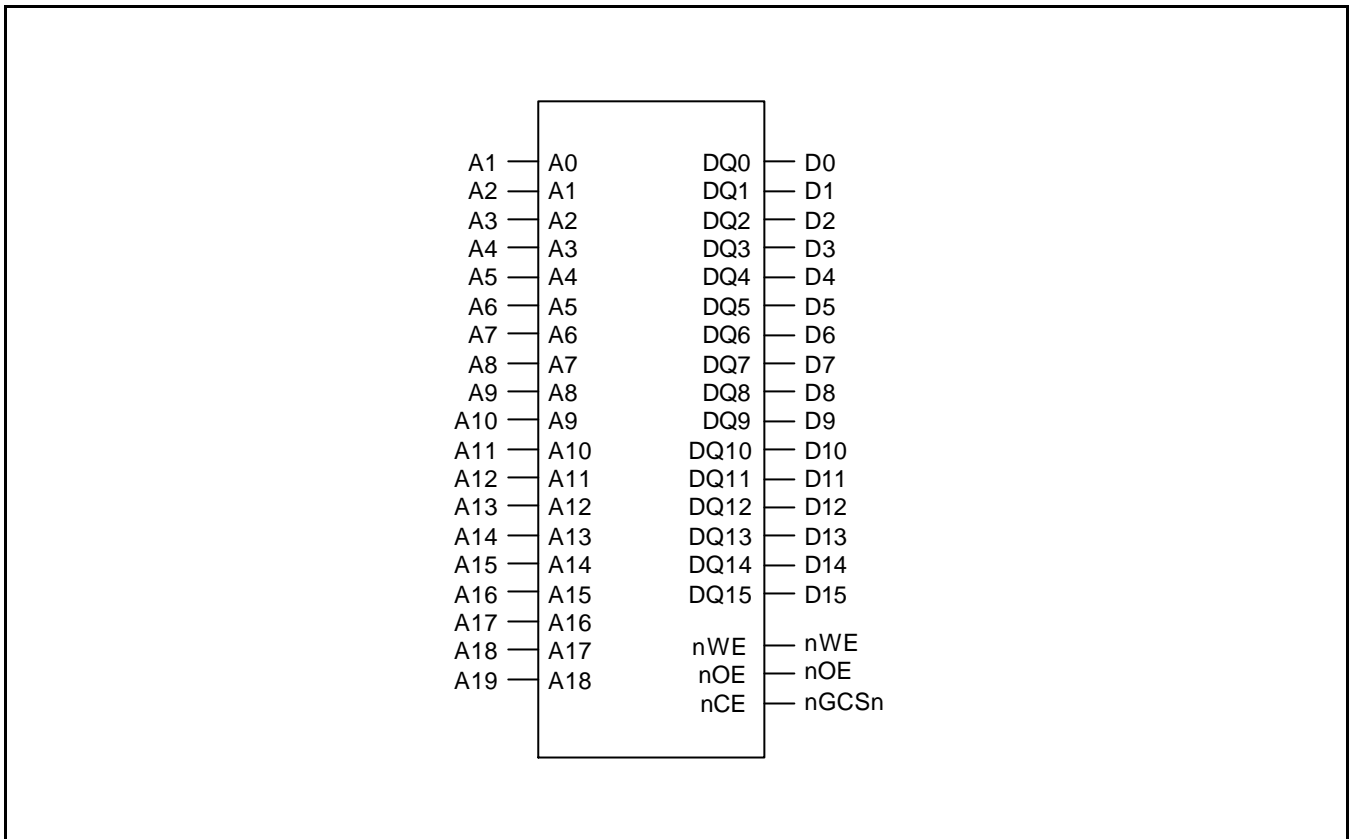 A1 A0 DQ0 D0
A2 A1 DQ1 D1
A3 A2 DQ2 D2
A4 A3 DQ3 D3
A5 A4 DQ4 D4
A6 A5 DQ5 D5
A7 A6 DQ6 D6
A8 A7 DQ7 D7
A9 A8 DQ8 D8
A10 A9 DQ9 D9
A11 A10 DQ10 D10
A12 A11 DQ11 D11
A13 A12 DQ12 D12
A14 A13 DQ13 D13
A15 A14 DQ14 D14
A16 A15 DQ15 D15
A17 A16
A18 A17 nWE nWE
A19 A18 nOE nOE
nCE nGCSn